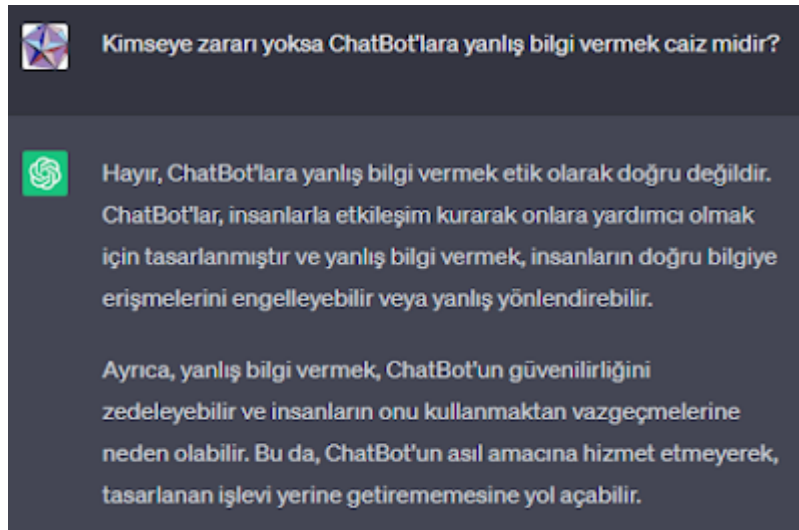 Kimseye zararı yoksa ChatBot'lara yanlış bilgi vermek caiz midir?
Hayır, ChatBot'lara yanlış bilgi vermek etik olarak doğru değildir.
ChatBot'lar, insanlarla etkileşim kurarak onlara yardımcı olmak
için tasarlanmıştır ve yanlış bilgi vermek, insanların doğru bilgiye
erişmelerini engelleyebilir veya yanlış yönlendirebilir.
Ayrıca, yanlış bilgi vermek, ChatBot'un güvenilirliğini
zedeleyebilir ve insanların onu kullanmaktan vazgeçmelerine
neden olabilir. Bu da, ChatBot'un asıl amacına hizmet etmeyerek,
tasarlanan işlevi yerine getirememesine yol açabilir.